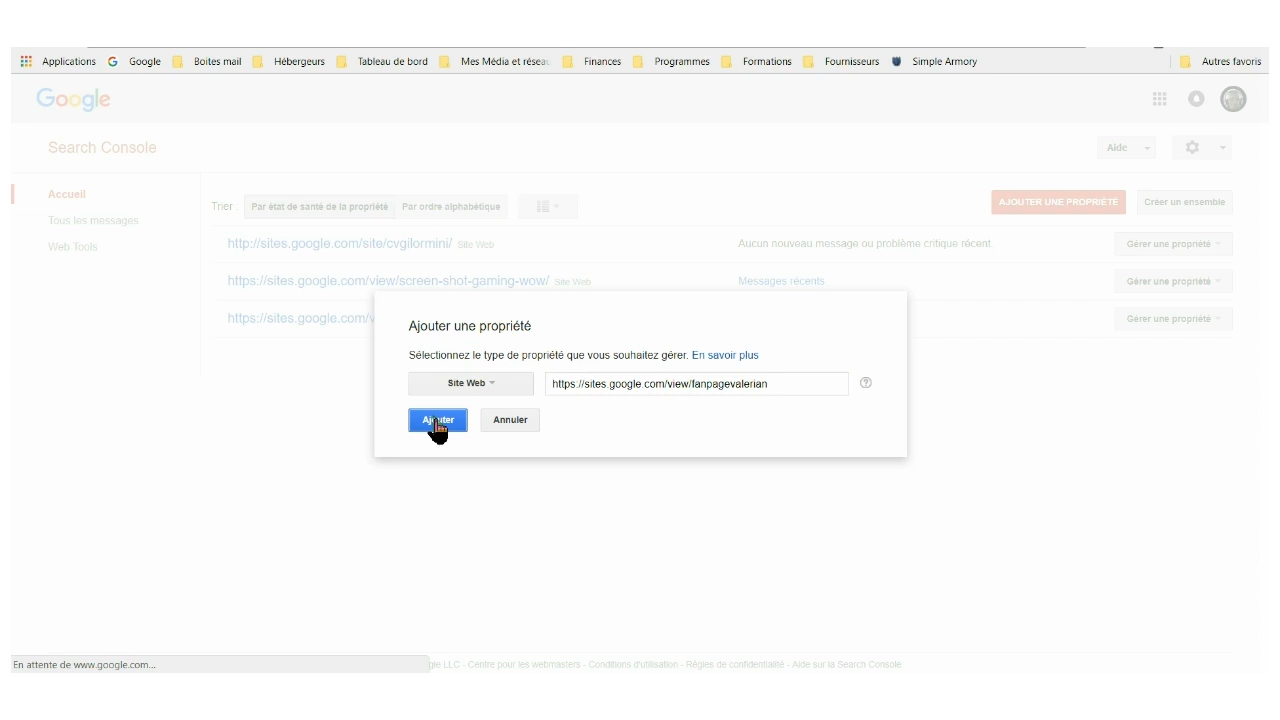 Applications Google Boites mail Hébergeurs Tableau de bord Mes Média et résea Finances Programmes Formations Fournisseurs Simple Armory Autres favoris
Google
Search Console Aide
Accueil
Tous les messages
Web Tools
Trier : Par état de santé de la propriété Par ordre alphabétique AJOUTER UNE PROPRIÉTÉ Créer un ensemble
http://sites.google.com/site/cvgilormini/ Site Web Aucun nouveau message ou problème critique récent. Gérer une propriété
https://sites.google.com/view/screen-shot-gaming-wow/ Site Web Messages récents Gérer une propriété
https://sites.google.com/v Gérer une propriété
Ajouter une propriété
Sélectionnez le type de propriété que vous souhaitez gérer. En savoir plus
Site Web https://sites.google.com/view/fanpagevalerian
Ajouter Annuler
En attente de www.google.com... gle LLC - Centre pour les webmasters - Conditions d'utilisation - Règles de confidentialité - Aide sur la Search Console